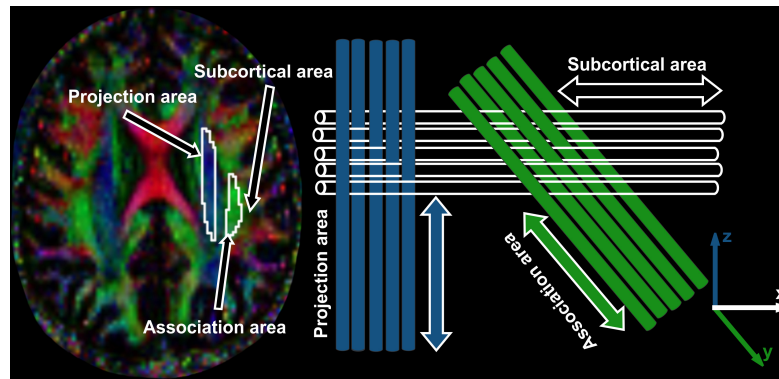 Subcortical area
Projection area
Association area
Subcortical area
Projection area
Association area
z
x
y